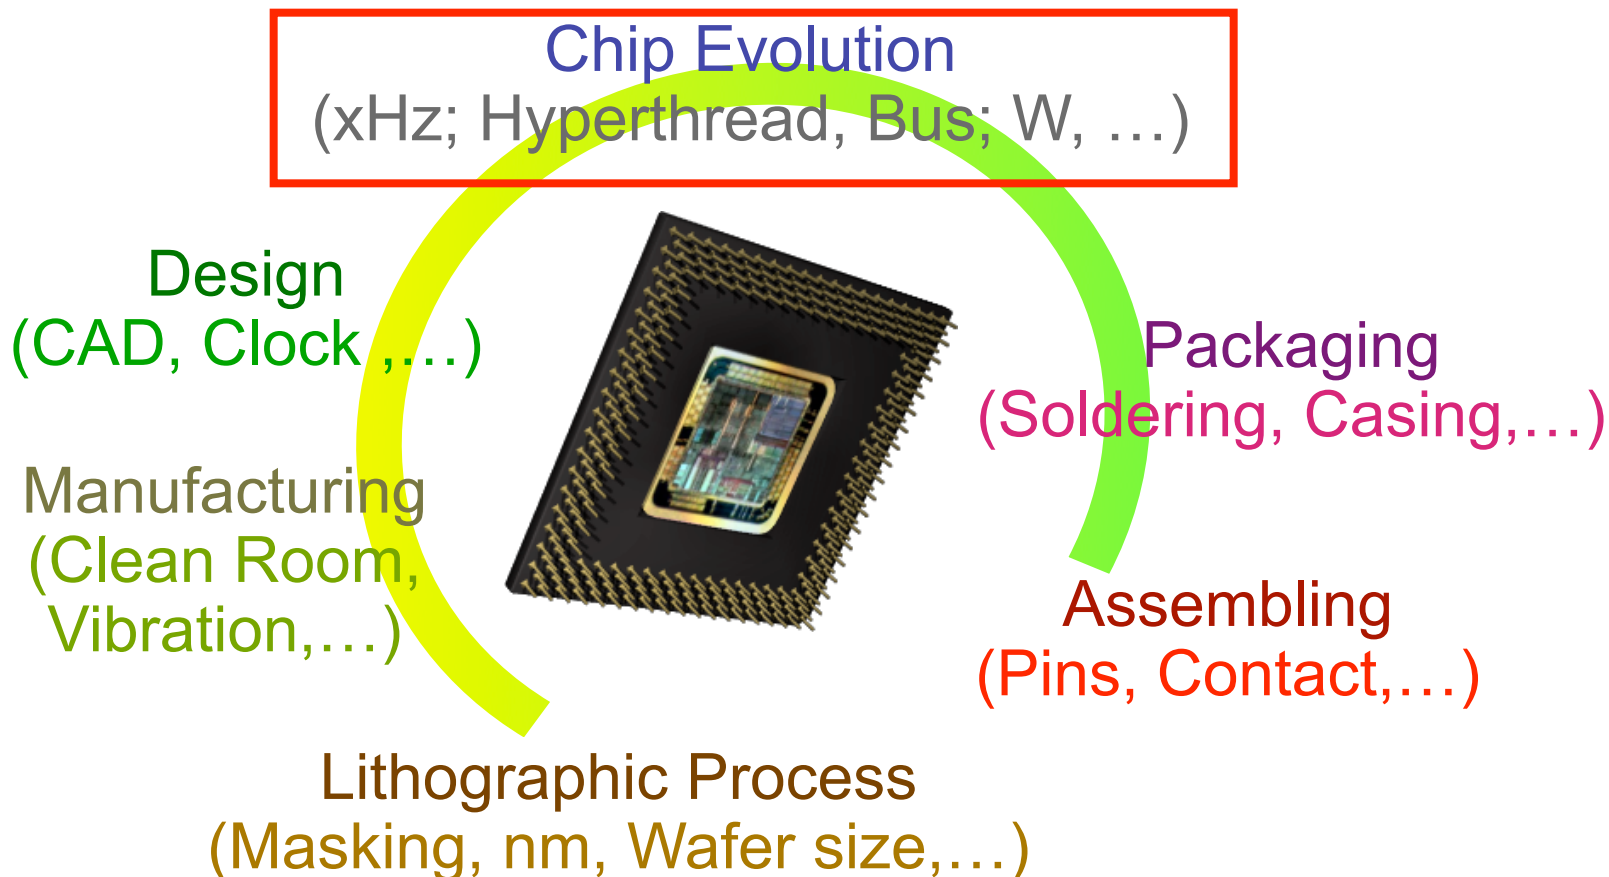 Chip Evolution
(xHz; Hyperthread, Bus; W, …)
Design
(CAD, Clock ,…)
Packaging
(Soldering, Casing,…)
Manufacturing
(Clean Room,
Vibration,…)
Assembling
(Pins, Contact,…)
Lithographic Process
(Masking, nm, Wafer size,…)